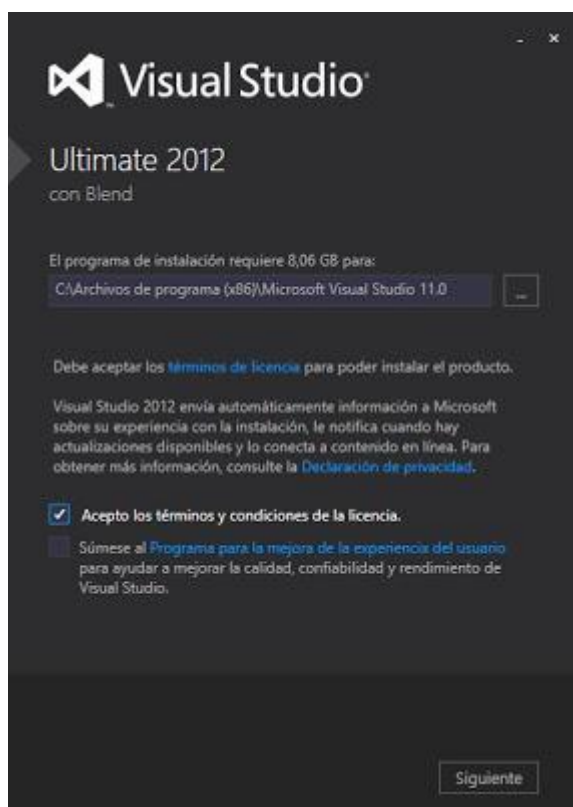 Visual Studio
Ultimate 2012
con Blend
El programa de instalación requiere 8,06 GB para:
C:\Archivos de programa (x86)\Microsoft Visual Studio 11.0
...
Debe aceptar los términos de licencia para poder instalar el producto.
Visual Studio 2012 envía automáticamente información a Microsoft
sobre su experiencia con la instalación, le notifica cuando hay
actualizaciones disponibles y lo conecta a contenido en línea. Para
obtener más información, consulte la Declaración de privacidad.
Acepto los términos y condiciones de la licencia.
Súmese al Programa para la mejora de la experiencia del usuario
para ayudar a mejorar la calidad, confiabilidad y rendimiento de
Visual Studio.
Siguiente